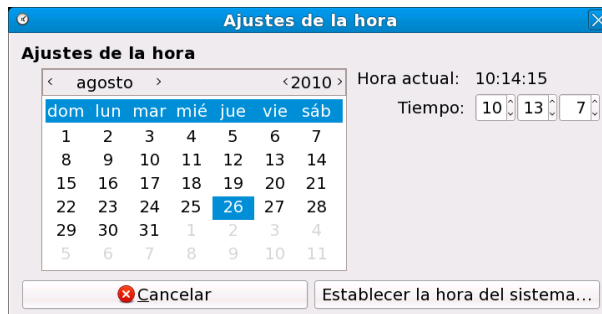 Ajustes de la hora
Ajustes de la hora
‹ agosto › ‹ 2010 › Hora actual: 10:14:15
dom lun mar mié jue vie sáb Tiempo: 10 13 7
1 2 3 4 5 6 7
8 9 10 11 12 13 14
15 16 17 18 19 20 21
22 23 24 25 26 27 28
29 30 31 1 2 3 4
5 6 7 8 9 10 11
Cancelar Establecer la hora del sistema...